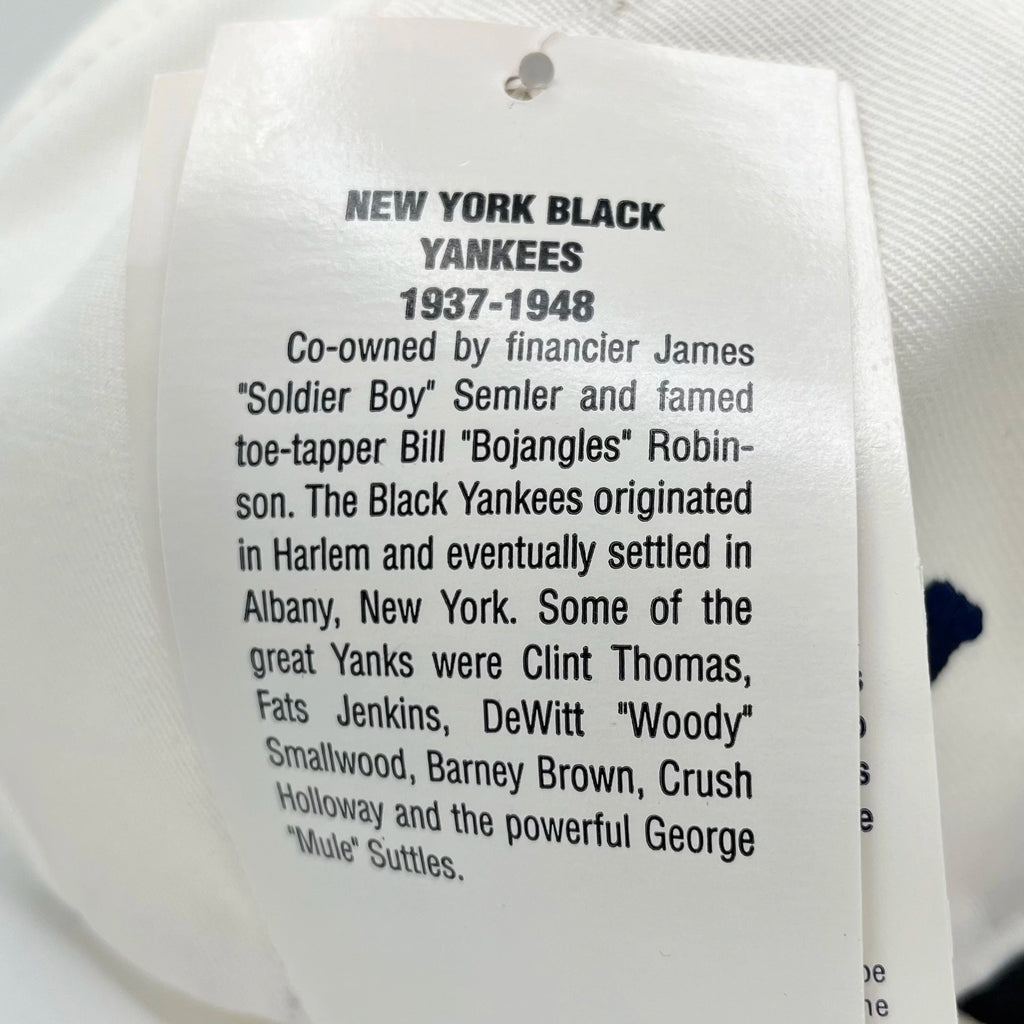 NEW YORK BLACK
YANKEES
1937-1948
Co-owned by financier James
"Soldier Boy" Semler and famed
toe-tapper Bill "Bojangles" Robin-
son. The Black Yankees originated
in Harlem and eventually settled in
Albany, New York. Some of the
great Yanks were Clint Thomas,
Fats Jenkins, DeWitt "Woody"
Smallwood, Barney Brown, Crush
Holloway and the powerful George
"Mule" Suttles.